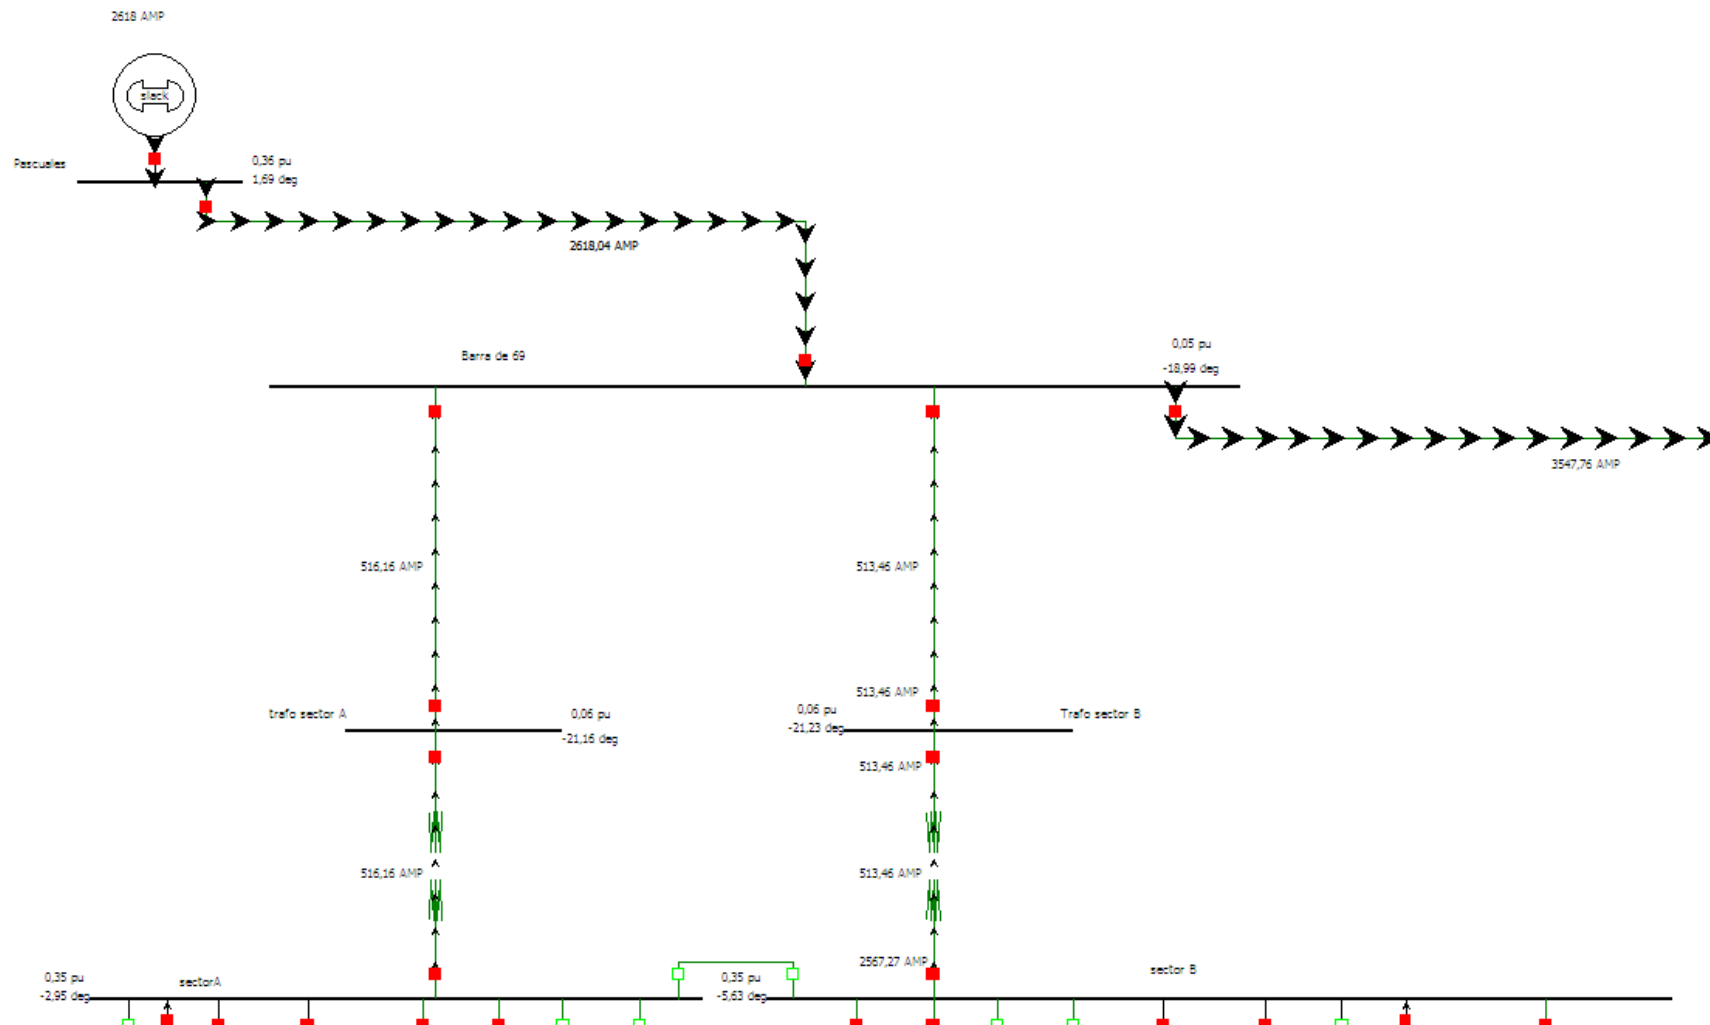 2618 AMP
slack
Pascuales
0,36 pu
1,69 deg
2618,04 AMP
Barra de 69
0,05 pu
-18,99 deg
3547,76 AMP
516,16 AMP
513,46 AMP
513,46 AMP
trafo sector A
0,06 pu
-21,16 deg
0,06 pu
-21,23 deg
Trafo sector B
513,46 AMP
516,16 AMP
513,46 AMP
2567,27 AMP
sector B
0,35 pu
-2,95 deg
sectorA
0,35 pu
-5,63 deg